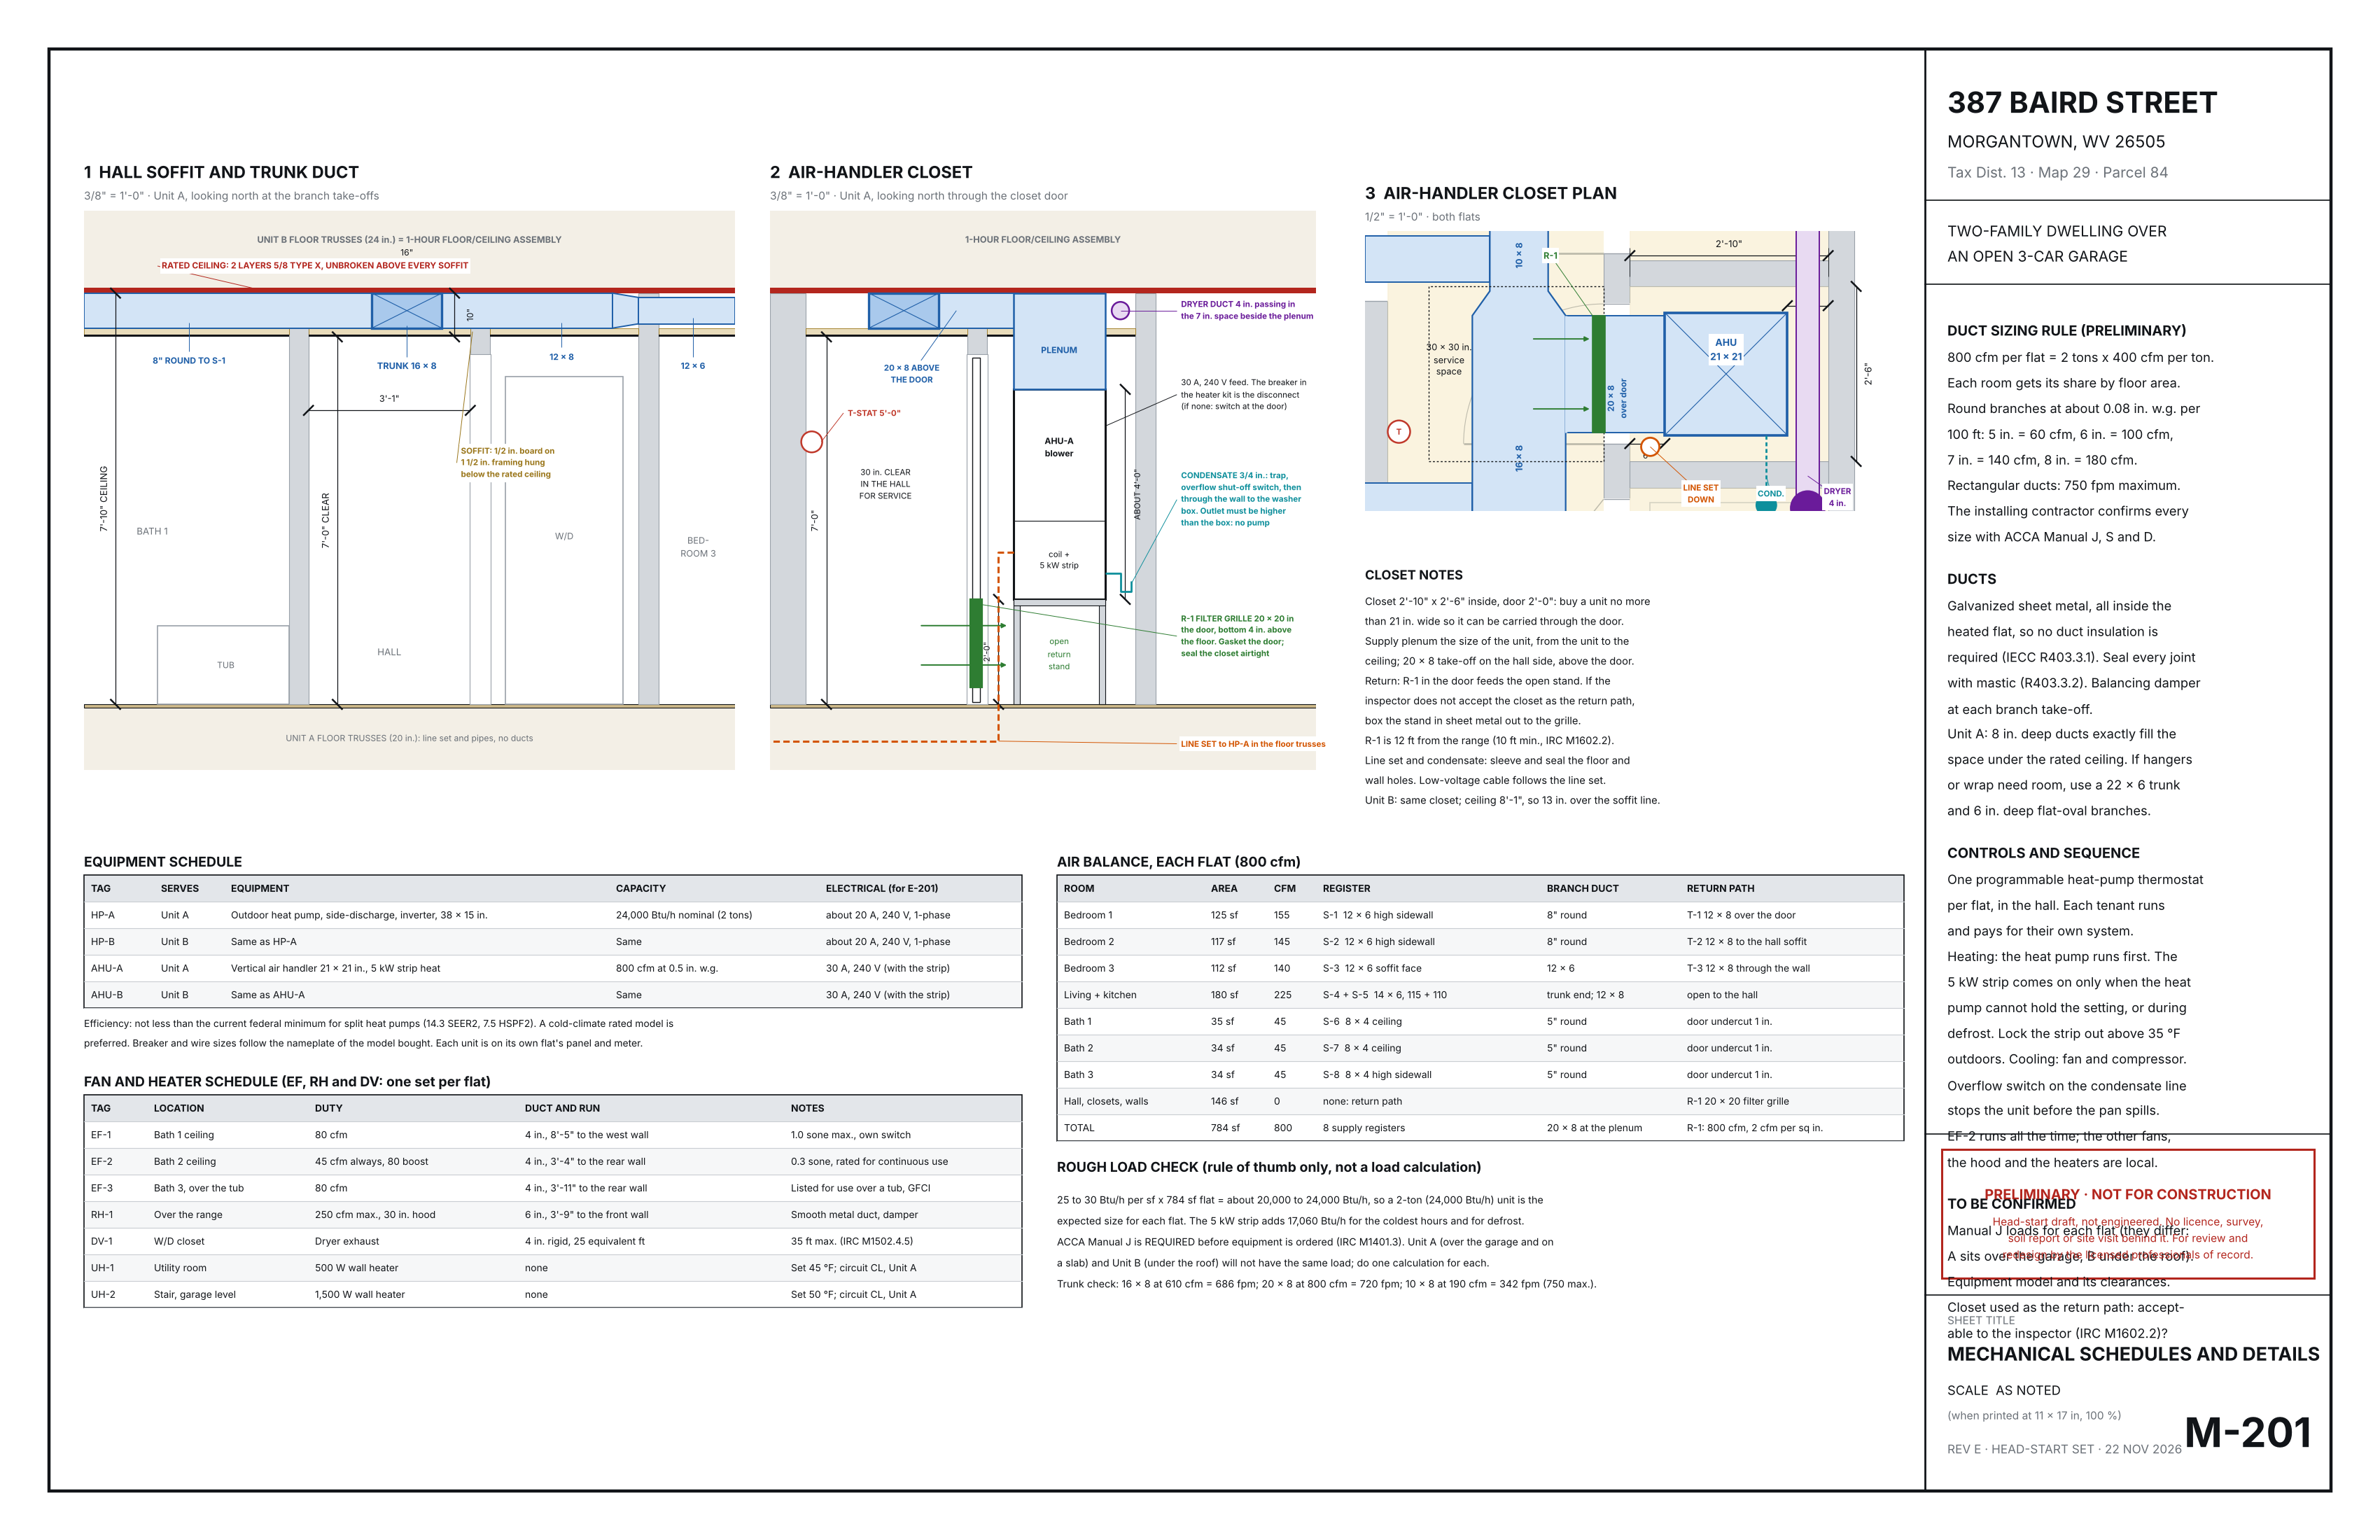 1 HALL SOFFIT AND TRUNK DUCT
3/8" = 1'-0" · Unit A, looking north at the branch take-offs
UNIT B FLOOR TRUSSES (24 in.) = 1-HOUR FLOOR/CEILING ASSEMBLY
16"
RATED CEILING: 2 LAYERS 5/8 TYPE X, UNBROKEN ABOVE EVERY SOFFIT
10"
8" ROUND TO S-1
TRUNK 16 × 8
12 × 8
12 × 6
3'-1"
SOFFIT: 1/2 in. board on
1 1/2 in. framing hung
below the rated ceiling
7'-10" CEILING
7'-0" CLEAR
BATH 1
W/D
BED-
ROOM 3
HALL
TUB
UNIT A FLOOR TRUSSES (20 in.): line set and pipes, no ducts
2 AIR-HANDLER CLOSET
3/8" = 1'-0" · Unit A, looking north through the closet door
1-HOUR FLOOR/CEILING ASSEMBLY
DRYER DUCT 4 in. passing in
the 7 in. space beside the plenum
PLENUM
20 × 8 ABOVE
THE DOOR
30 A, 240 V feed. The breaker in
the heater kit is the disconnect
(if none: switch at the door)
T-STAT 5'-0"
AHU-A
blower
30 in. CLEAR
IN THE HALL
FOR SERVICE
CONDENSATE 3/4 in.: trap,
overflow shut-off switch, then
through the wall to the washer
box. Outlet must be higher
than the box: no pump
ABOUT 4'-0"
7'-0"
coil +
5 kW strip
R-1 FILTER GRILLE 20 × 20 in
the door, bottom 4 in. above
the floor. Gasket the door;
seal the closet airtight
2'-0"
open
return
stand
LINE SET to HP-A in the floor trusses
3 AIR-HANDLER CLOSET PLAN
1/2" = 1'-0" · both flats
2'-10"
10 × 8
R-1
30 × 30 in.
service
space
AHU
21 × 21
2'-6"
20 × 8
over door
T
16 × 8
6"
LINE SET
DOWN
COND.
DRYER
4 in.
CLOSET NOTES
Closet 2'-10" x 2'-6" inside, door 2'-0": buy a unit no more
than 21 in. wide so it can be carried through the door.
Supply plenum the size of the unit, from the unit to the
ceiling; 20 × 8 take-off on the hall side, above the door.
Return: R-1 in the door feeds the open stand. If the
inspector does not accept the closet as the return path,
box the stand in sheet metal out to the grille.
R-1 is 12 ft from the range (10 ft min., IRC M1602.2).
Line set and condensate: sleeve and seal the floor and
wall holes. Low-voltage cable follows the line set.
Unit B: same closet; ceiling 8'-1", so 13 in. over the soffit line.
EQUIPMENT SCHEDULE
TAG SERVES EQUIPMENT CAPACITY ELECTRICAL (for E-201)
HP-A Unit A Outdoor heat pump, side-discharge, inverter, 38 × 15 in. 24,000 Btu/h nominal (2 tons) about 20 A, 240 V, 1-phase
HP-B Unit B Same as HP-A Same about 20 A, 240 V, 1-phase
AHU-A Unit A Vertical air handler 21 × 21 in., 5 kW strip heat 800 cfm at 0.5 in. w.g. 30 A, 240 V (with the strip)
AHU-B Unit B Same as AHU-A Same 30 A, 240 V (with the strip)
Efficiency: not less than the current federal minimum for split heat pumps (14.3 SEER2, 7.5 HSPF2). A cold-climate rated model is
preferred. Breaker and wire sizes follow the nameplate of the model bought. Each unit is on its own flat's panel and meter.
FAN AND HEATER SCHEDULE (EF, RH and DV: one set per flat)
TAG LOCATION DUTY DUCT AND RUN NOTES
EF-1 Bath 1 ceiling 80 cfm 4 in., 8'-5" to the west wall 1.0 sone max., own switch
EF-2 Bath 2 ceiling 45 cfm always, 80 boost 4 in., 3'-4" to the rear wall 0.3 sone, rated for continuous use
EF-3 Bath 3, over the tub 80 cfm 4 in., 3'-11" to the rear wall Listed for use over a tub, GFCI
RH-1 Over the range 250 cfm max., 30 in. hood 6 in., 3'-9" to the front wall Smooth metal duct, damper
DV-1 W/D closet Dryer exhaust 4 in. rigid, 25 equivalent ft 35 ft max. (IRC M1502.4.5)
UH-1 Utility room 500 W wall heater none Set 45 °F; circuit CL, Unit A
UH-2 Stair, garage level 1,500 W wall heater none Set 50 °F; circuit CL, Unit A
AIR BALANCE, EACH FLAT (800 cfm)
ROOM AREA CFM REGISTER BRANCH DUCT RETURN PATH
Bedroom 1 125 sf 155 S-1 12 × 6 high sidewall 8" round T-1 12 × 8 over the door
Bedroom 2 117 sf 145 S-2 12 × 6 high sidewall 8" round T-2 12 × 8 to the hall soffit
Bedroom 3 112 sf 140 S-3 12 × 6 soffit face 12 × 6 T-3 12 × 8 through the wall
Living + kitchen 180 sf 225 S-4 + S-5 14 × 6, 115 + 110 trunk end; 12 × 8 open to the hall
Bath 1 35 sf 45 S-6 8 × 4 ceiling 5" round door undercut 1 in.
Bath 2 34 sf 45 S-7 8 × 4 ceiling 5" round door undercut 1 in.
Bath 3 34 sf 45 S-8 8 × 4 high sidewall 5" round door undercut 1 in.
Hall, closets, walls 146 sf 0 none: return path R-1 20 × 20 filter grille
TOTAL 784 sf 800 8 supply registers 20 × 8 at the plenum R-1: 800 cfm, 2 cfm per sq in.
ROUGH LOAD CHECK (rule of thumb only, not a load calculation)
25 to 30 Btu/h per sf x 784 sf flat = about 20,000 to 24,000 Btu/h, so a 2-ton (24,000 Btu/h) unit is the
expected size for each flat. The 5 kW strip adds 17,060 Btu/h for the coldest hours and for defrost.
ACCA Manual J is REQUIRED before equipment is ordered (IRC M1401.3). Unit A (over the garage and on
a slab) and Unit B (under the roof) will not have the same load; do one calculation for each.
Trunk check: 16 × 8 at 610 cfm = 686 fpm; 20 × 8 at 800 cfm = 720 fpm; 10 × 8 at 190 cfm = 342 fpm (750 max.).
387 BAIRD STREET
MORGANTOWN, WV 26505
Tax Dist. 13 · Map 29 · Parcel 84
TWO-FAMILY DWELLING OVER
AN OPEN 3-CAR GARAGE
DUCT SIZING RULE (PRELIMINARY)
800 cfm per flat = 2 tons x 400 cfm per ton.
Each room gets its share by floor area.
Round branches at about 0.08 in. w.g. per
100 ft: 5 in. = 60 cfm, 6 in. = 100 cfm,
7 in. = 140 cfm, 8 in. = 180 cfm.
Rectangular ducts: 750 fpm maximum.
The installing contractor confirms every
size with ACCA Manual J, S and D.
DUCTS
Galvanized sheet metal, all inside the
heated flat, so no duct insulation is
required (IECC R403.3.1). Seal every joint
with mastic (R403.3.2). Balancing damper
at each branch take-off.
Unit A: 8 in. deep ducts exactly fill the
space under the rated ceiling. If hangers
or wrap need room, use a 22 × 6 trunk
and 6 in. deep flat-oval branches.
CONTROLS AND SEQUENCE
One programmable heat-pump thermostat
per flat, in the hall. Each tenant runs
and pays for their own system.
Heating: the heat pump runs first. The
5 kW strip comes on only when the heat
pump cannot hold the setting, or during
defrost. Lock the strip out above 35 °F
outdoors. Cooling: fan and compressor.
Overflow switch on the condensate line
stops the unit before the pan spills.
EF-2 runs all the time; the other fans,
the hood and the heaters are local.
PRELIMINARY · NOT FOR CONSTRUCTION
TO BE CONFIRMED
Head-start draft, not engineered. No licence, survey,
Manual J loads for each flat (they differ:
soil report or site visit behind it. For review and
A sits over the garage, B under the roof).
redesign by the licensed professionals of record.
Equipment model and its clearances.
Closet used as the return path: accept-
SHEET TITLE
able to the inspector (IRC M1602.2)?
MECHANICAL SCHEDULES AND DETAILS
SCALE AS NOTED
(when printed at 11 × 17 in, 100 %)
REV E · HEAD-START SET · 22 NOV 2026
M-201